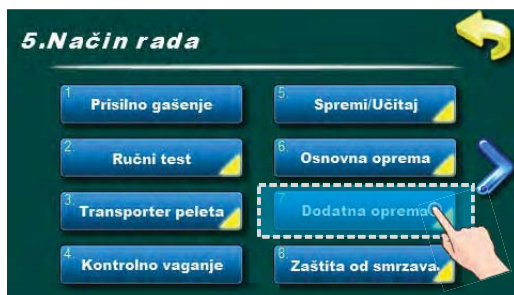 5.Način rada
1. Prisilno gašenje
2. Ručni test
3. Transporter peleta
4. Kontrolno vaganje
5. Spremi/Učitaj
6. Osnovna oprema
7. Dodatna oprema
8. Zaštita od smrzava.